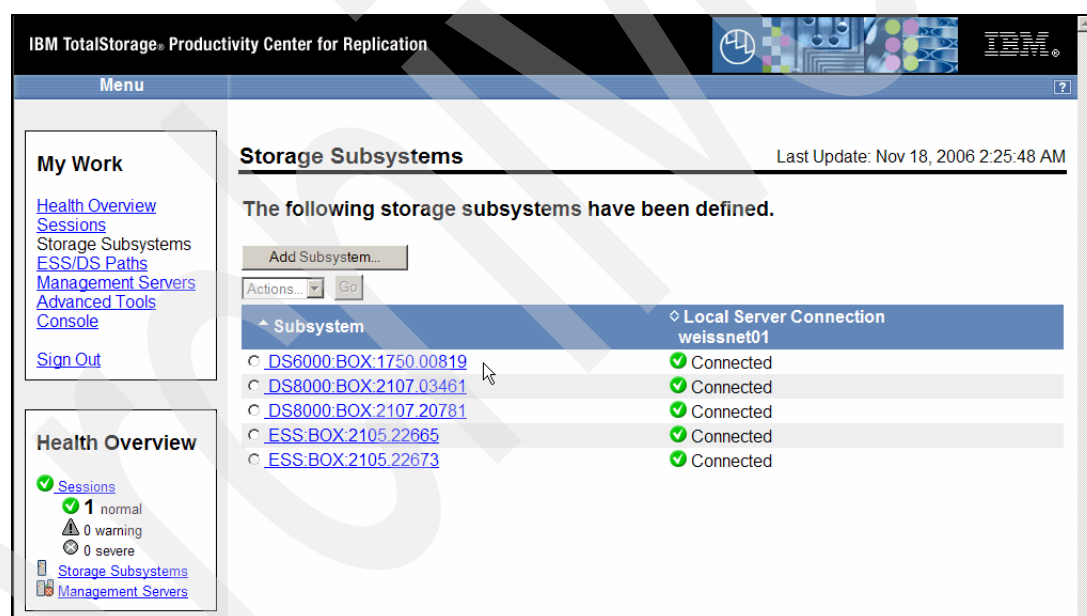 IBM TotalStorage® Productivity Center for Replication
IBM®
Menu
?
My Work
Health Overview
Sessions
Storage Subsystems
ESS/DS Paths
Management Servers
Advanced Tools
Console
Sign Out
Health Overview
Sessions
1 normal
0 warning
0 severe
Storage Subsystems
Management Servers
Storage Subsystems
Last Update: Nov 18, 2006 2:25:48 AM
The following storage subsystems have been defined.
Add Subsystem...
Actions... Go
Subsystem
Local Server Connection
weissnet01
DS6000:BOX:1750.00819 Connected
DS8000:BOX:2107.03461 Connected
DS8000:BOX:2107.20781 Connected
ESS:BOX:2105.22665 Connected
ESS:BOX:2105.22673 Connected